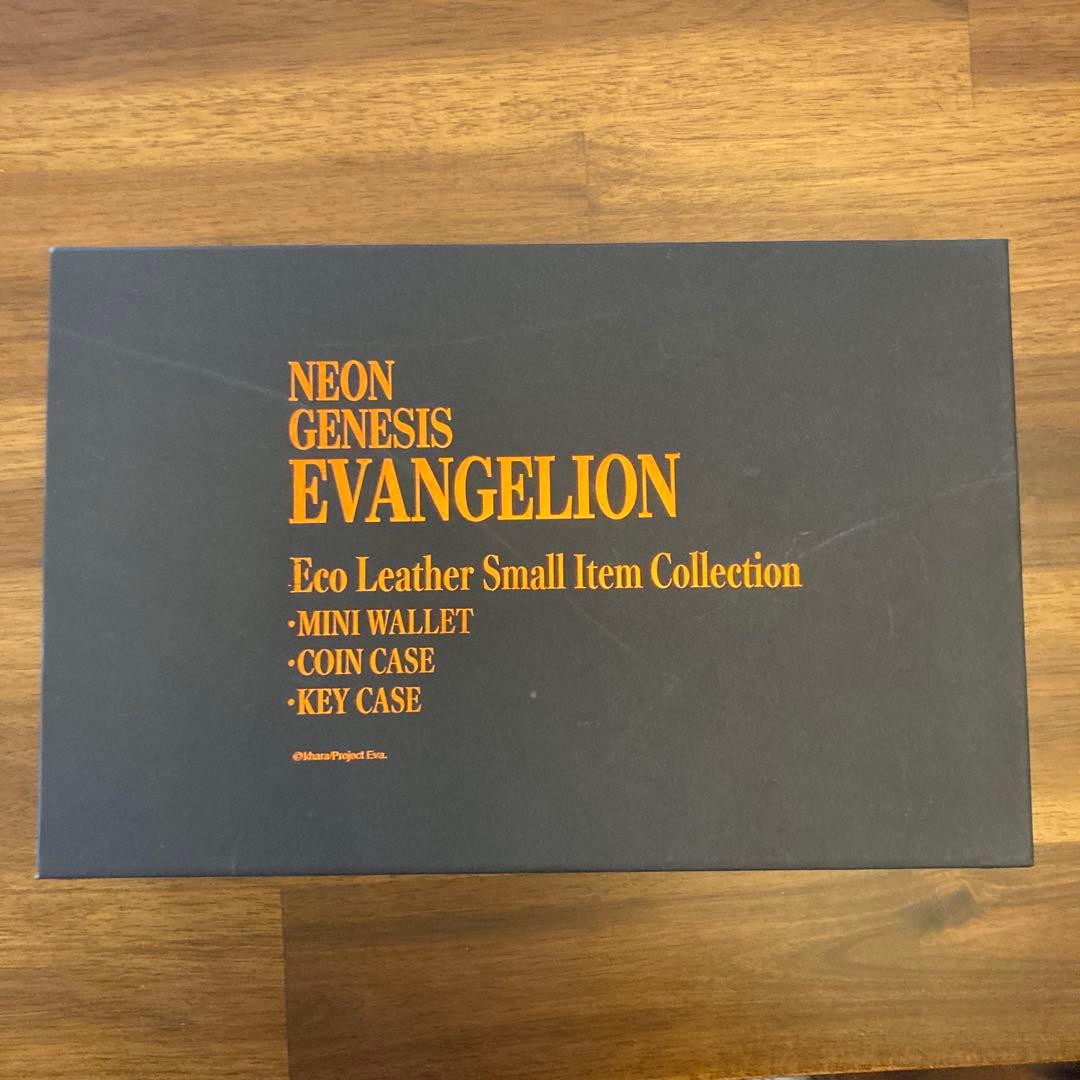 NEON
GENESIS
EVANGELION
Eco Leather Small Item Collection
・MINI WALLET
・COIN CASE
・KEY CASE
©khara/Project Eva.